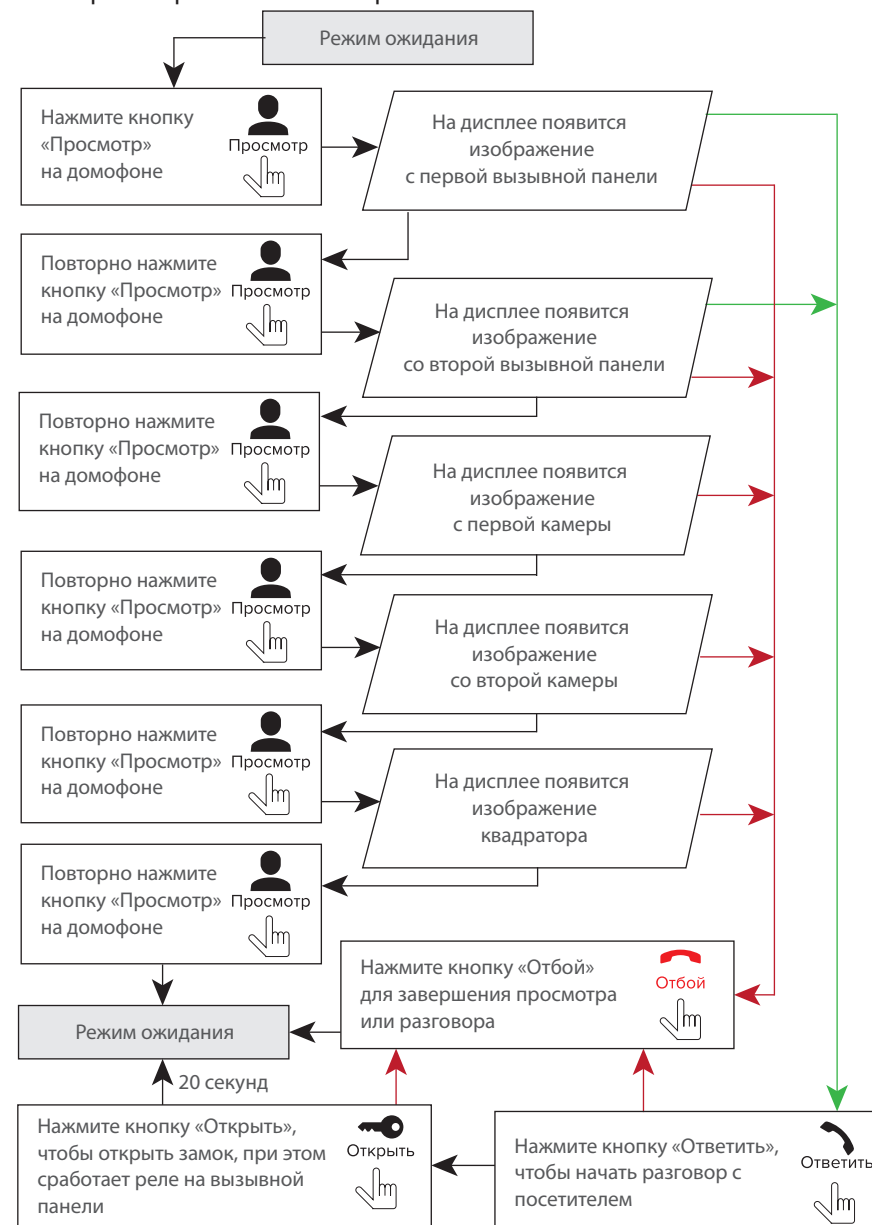 Режим ожидания
Нажмите кнопку
«Просмотр»
на домофоне
Просмотр
На дисплее появится
изображение
с первой вызывной панели
Повторно нажмите
кнопку «Просмотр»
на домофоне
Просмотр
На дисплее появится
изображение
со второй вызывной панели
Повторно нажмите
кнопку «Просмотр»
на домофоне
Просмотр
На дисплее появится
изображение
с первой камеры
Повторно нажмите
кнопку «Просмотр»
на домофоне
Просмотр
На дисплее появится
изображение
со второй камеры
Повторно нажмите
кнопку «Просмотр»
на домофоне
Просмотр
На дисплее появится
изображение
квадратора
Повторно нажмите
кнопку «Просмотр»
на домофоне
Просмотр
Нажмите кнопку «Отбой»
для завершения просмотра
или разговора
Отбой
Режим ожидания
20 секунд
Нажмите кнопку «Открыть»,
чтобы открыть замок, при этом
сработает реле на вызывной
панели
Открыть
Нажмите кнопку «Ответить»,
чтобы начать разговор с
посетителем
Ответить